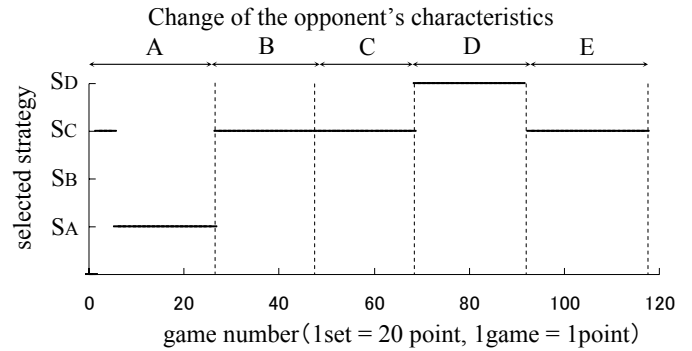 Change of the opponent's characteristics
A B C D E
SD
SC
SB
SA
selected strategy
0 20 40 60 80 100 120
game number(1set = 20 point, 1game = 1point)